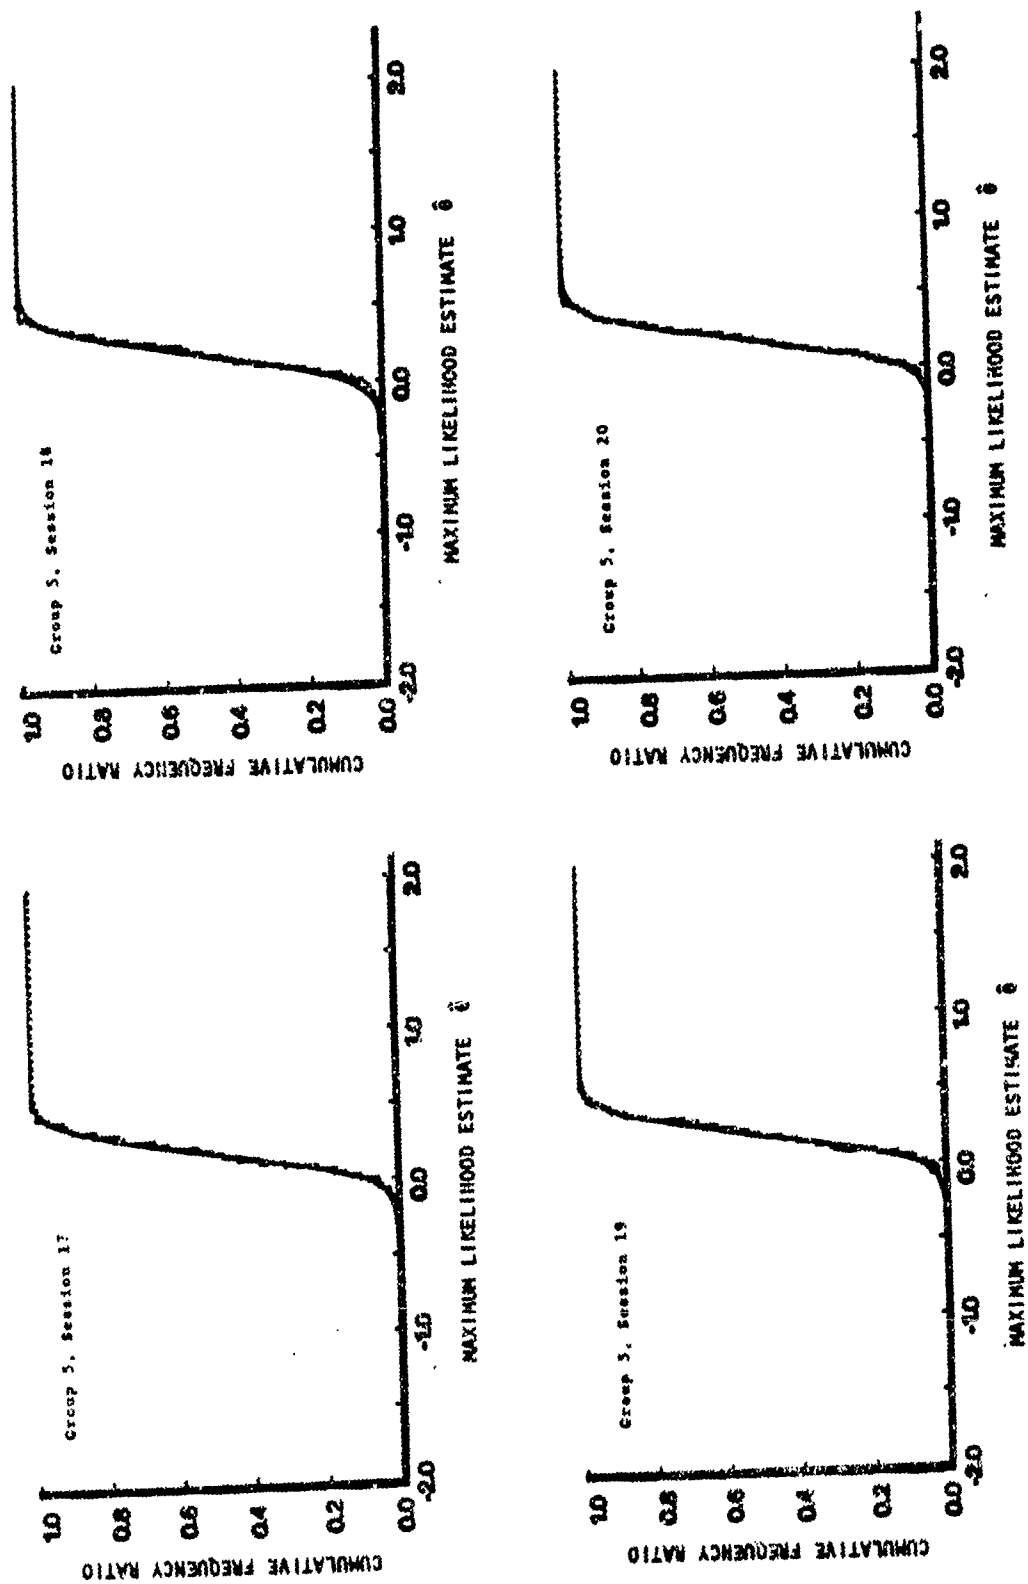 Group 5, Session 17
CUMULATIVE FREQUENCY RATIO
1.0
0.8
0.6
0.4
0.2
0.0
-2.0 -1.0 0.0 1.0 2.0
MAXIMUM LIKELIHOOD ESTIMATE θ̂
Group 5, Session 18
CUMULATIVE FREQUENCY RATIO
1.0
0.8
0.6
0.4
0.2
0.0
-2.0 -1.0 0.0 1.0 2.0
MAXIMUM LIKELIHOOD ESTIMATE θ̂
Group 5, Session 19
CUMULATIVE FREQUENCY RATIO
1.0
0.8
0.6
0.4
0.2
0.0
-2.0 -1.0 0.0 1.0 2.0
MAXIMUM LIKELIHOOD ESTIMATE θ̂
Group 5, Session 20
CUMULATIVE FREQUENCY RATIO
1.0
0.8
0.6
0.4
0.2
0.0
-2.0 -1.0 0.0 1.0 2.0
MAXIMUM LIKELIHOOD ESTIMATE θ̂